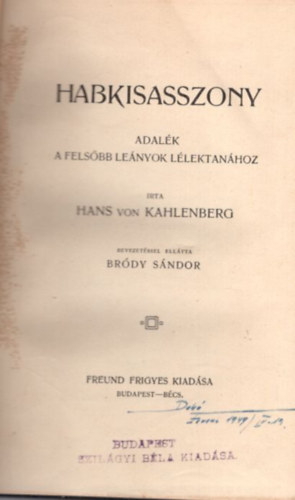 HABKISASSZONY
ADALÉK
A FELSŐBB LEÁNYOK LÉLEKTANÁHOZ
IRTA
HANS VON KAHLENBERG
BEVEZETÉSSEL ELLÁTTA
BRÓDY SÁNDOR
FREUND FRIGYES KIADÁSA
BUDAPEST—BÉCS.
BUDAPEST
SZILÁGYI BÉLA KIADÁSA